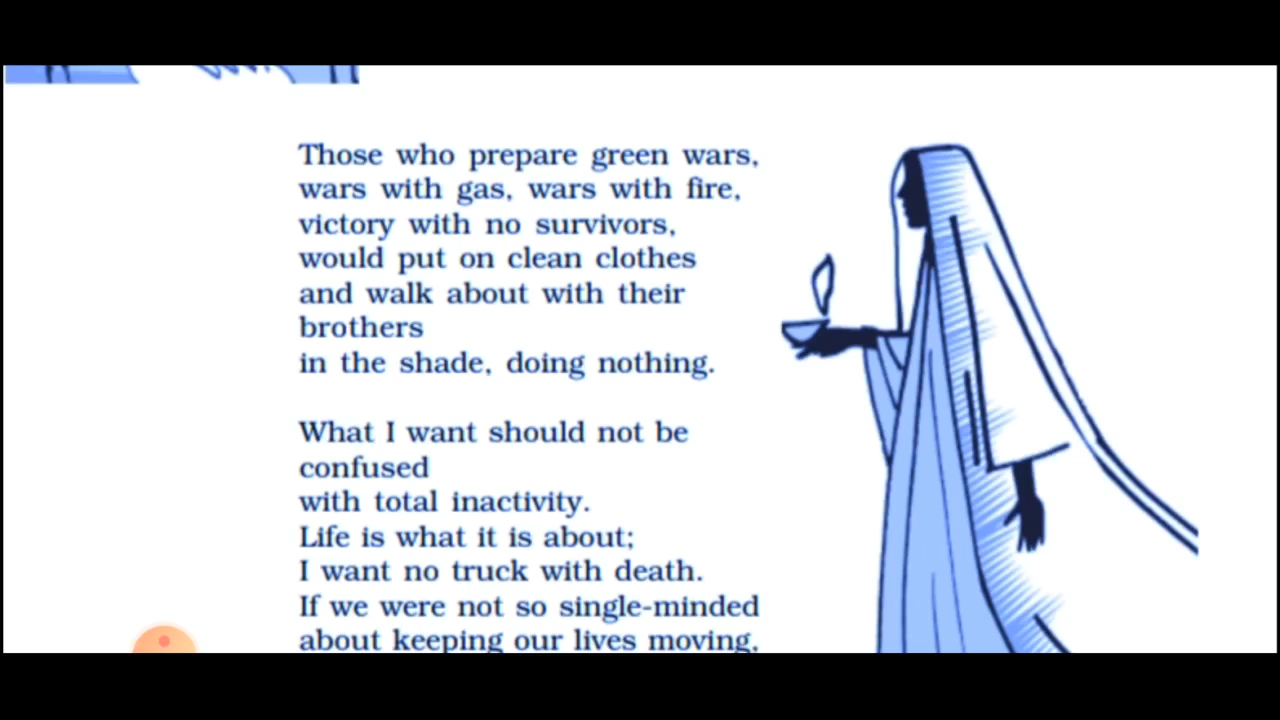 Those who prepare green wars,
wars with gas, wars with fire,
victory with no survivors,
would put on clean clothes
and walk about with their
brothers
in the shade, doing nothing.
What I want should not be
confused
with total inactivity.
Life is what it is about;
I want no truck with death.
If we were not so single-minded
about keeping our lives moving,